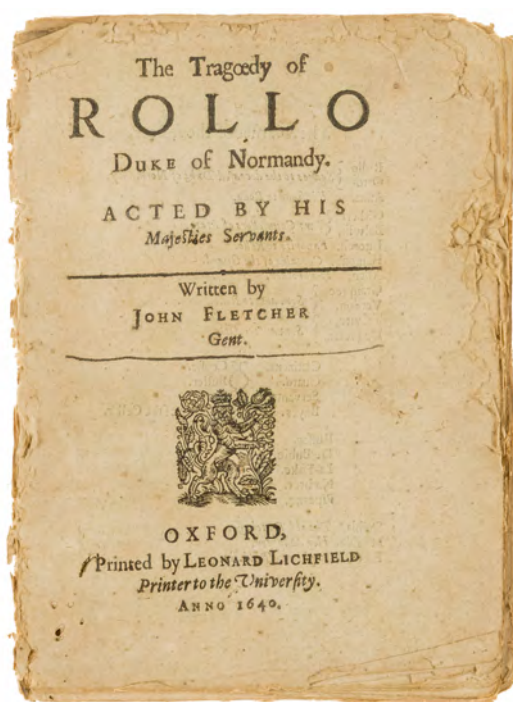 The Tragœdy of
ROLLO
DUKE of Normandy.
ACTED BY HIS
Majesties Servants.
Written by
JOHN FLETCHER
Gent.
OXFORD,
Printed by LEONARD LICHFIELD
Printer to the Univerſity.
ANNO 1640.